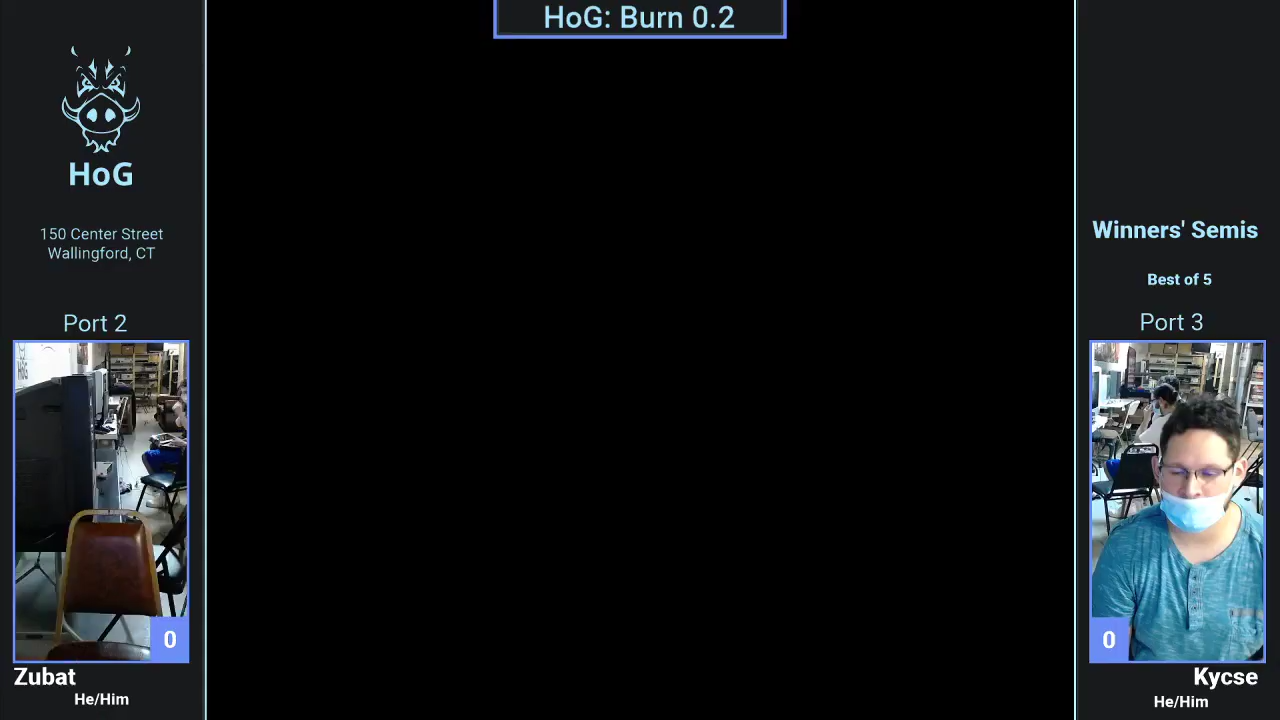 HoG: Burn 0.2
HoG
150 Center Street
Wallingford, CT
Port 2
0
Zubat
He/Him
Winners' Semis
Best of 5
Port 3
0
Kycse
He/Him